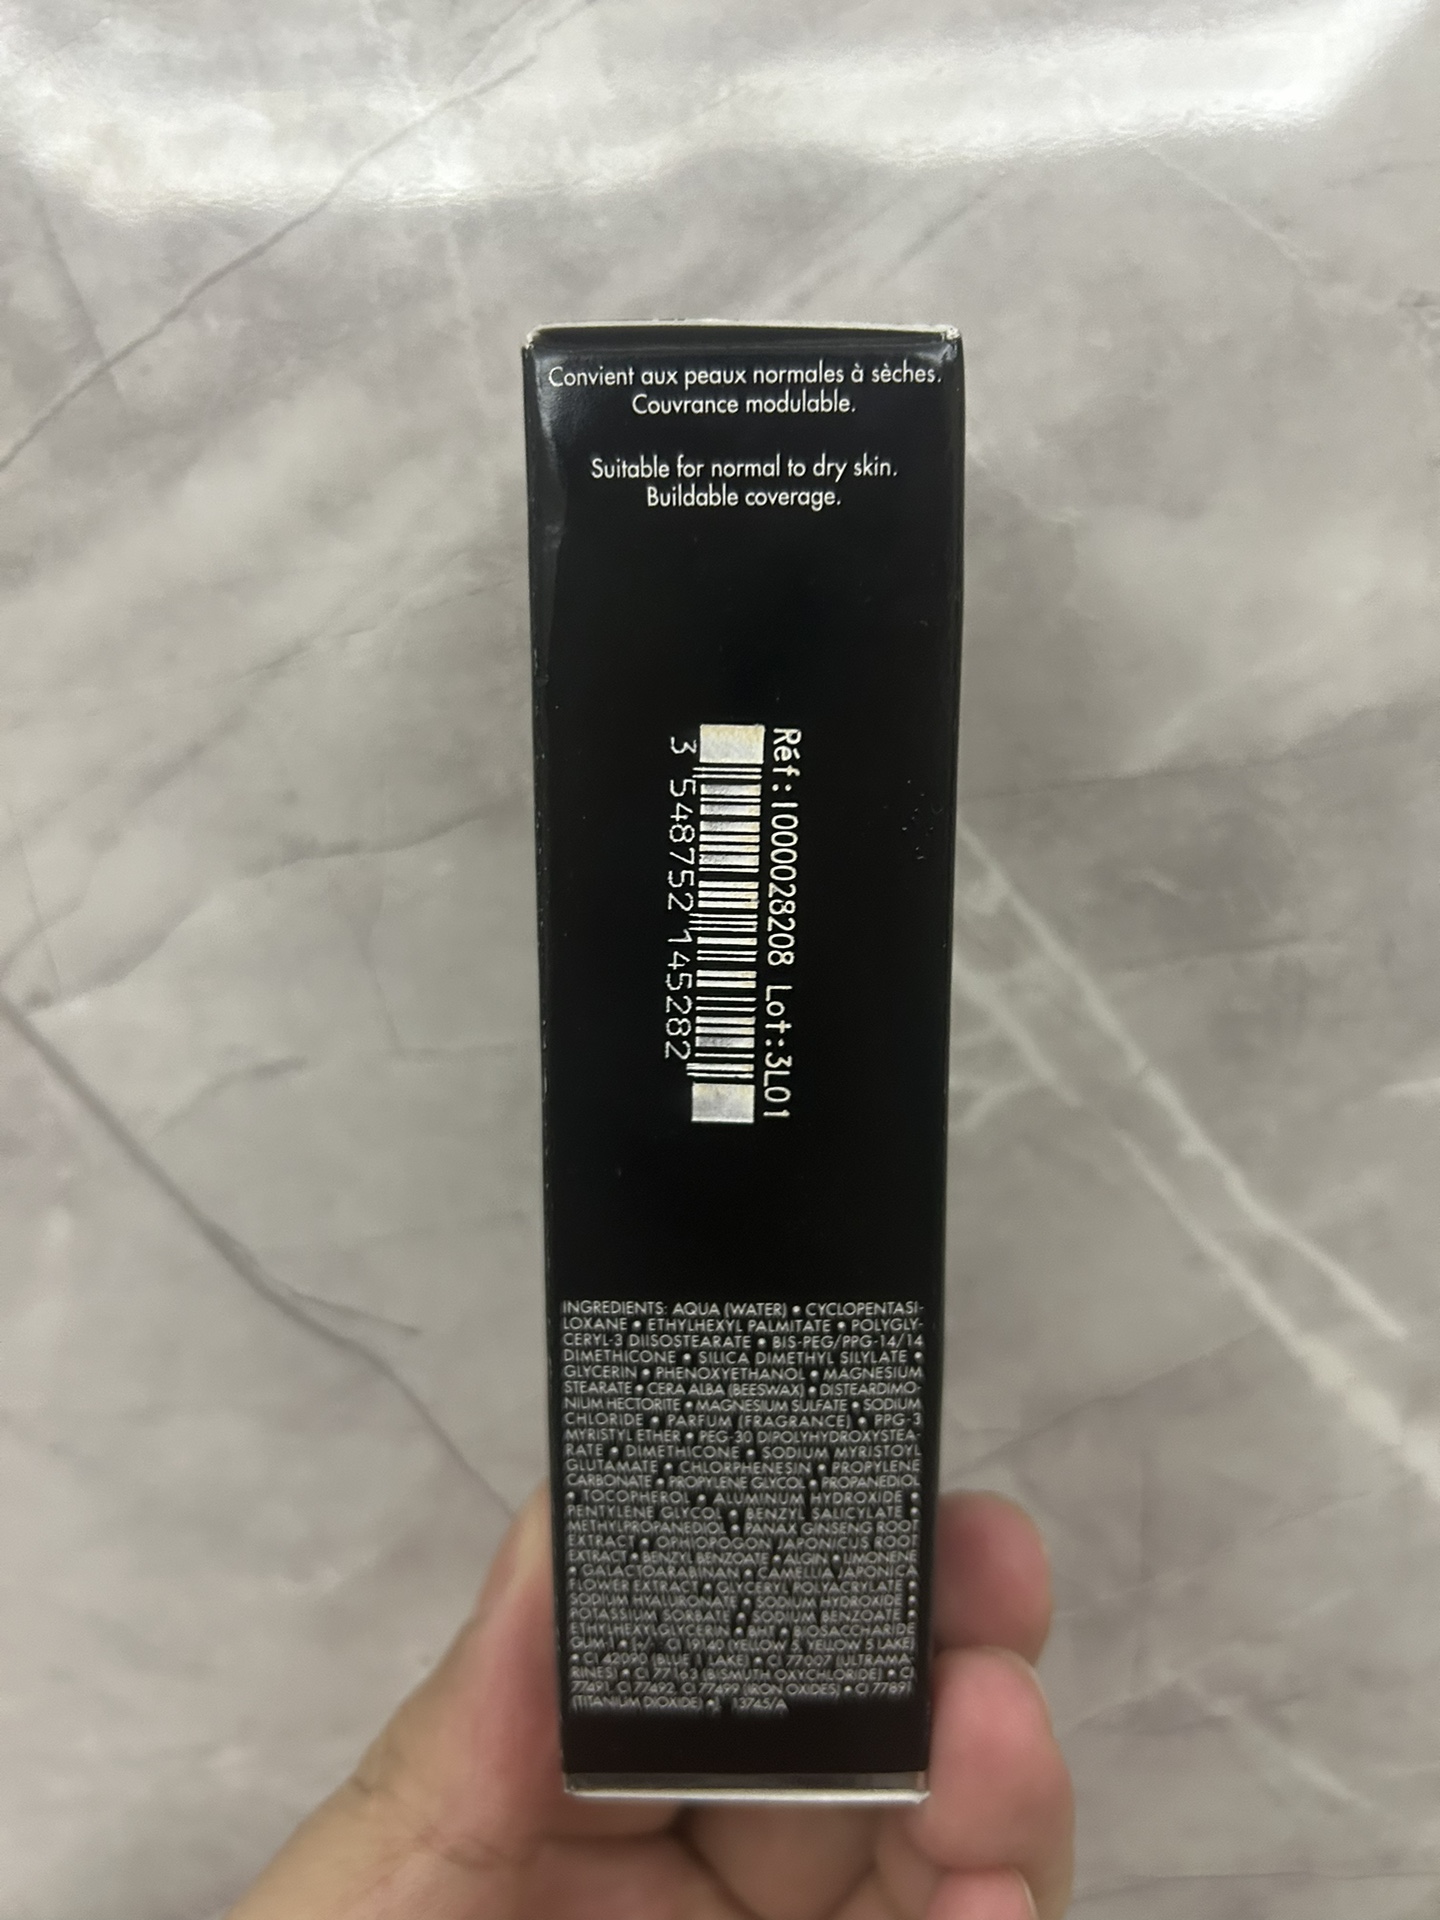 Convient aux peaux normales à sèches.
Couvrance modulable.
Suitable for normal to dry skin.
Buildable coverage.
Réf:I000028208 Lot:3L01
3 548752 145282
INGREDIENTS: AQUA (WATER) • CYCLOPENTASI-
LOXANE • ETHYLHEXYL PALMITATE • POLYGLY-
CERYL-3 DIISOSTEARATE • BIS-PEG/PPG-14/14
DIMETHICONE • SILICA DIMETHYL SILYLATE •
GLYCERIN • PHENOXYETHANOL • MAGNESIUM
STEARATE • CERA ALBA (BEESWAX) • DISTEARDIMO-
NIUM HECTORITE • MAGNESIUM SULFATE • SODIUM
CHLORIDE • PARFUM (FRAGRANCE) • PPG-3
MYRISTYL ETHER • PEG-30 DIPOLYHYDROXYSTEA-
RATE • DIMETHICONE • SODIUM MYRISTOYL
GLUTAMATE • CHLORPHENESIN • PROPYLENE
CARBONATE • PROPYLENE GLYCOL • PROPANEDIOL
• TOCOPHEROL • ALUMINUM HYDROXIDE •
PENTYLENE GLYCOL • BENZYL SALICYLATE •
METHYLPROPANEDIOL • PANAX GINSENG ROOT
EXTRACT • OPHIOPOGON JAPONICUS ROOT
EXTRACT • BENZYL BENZOATE • ALGIN • LIMONENE
• GALACTOARABINAN • CAMELLIA JAPONICA
FLOWER EXTRACT • GLYCERYL POLYACRYLATE •
SODIUM HYALURONATE • SODIUM HYDROXIDE •
POTASSIUM SORBATE • SODIUM BENZOATE •
ETHYLHEXYLGLYCERIN • BHT • BIOSACCHARIDE
GUM-1 • [+/- CI 19140 (YELLOW 5, YELLOW 5 LAKE)
• CI 42090 (BLUE 1 LAKE) • CI 77007 (ULTRAMA-
RINES) • CI 77163 (BISMUTH OXYCHLORIDE) • CI
77491, CI 77492, CI 77499 (IRON OXIDES) • CI 77891
(TITANIUM DIOXIDE) •] 13745/A